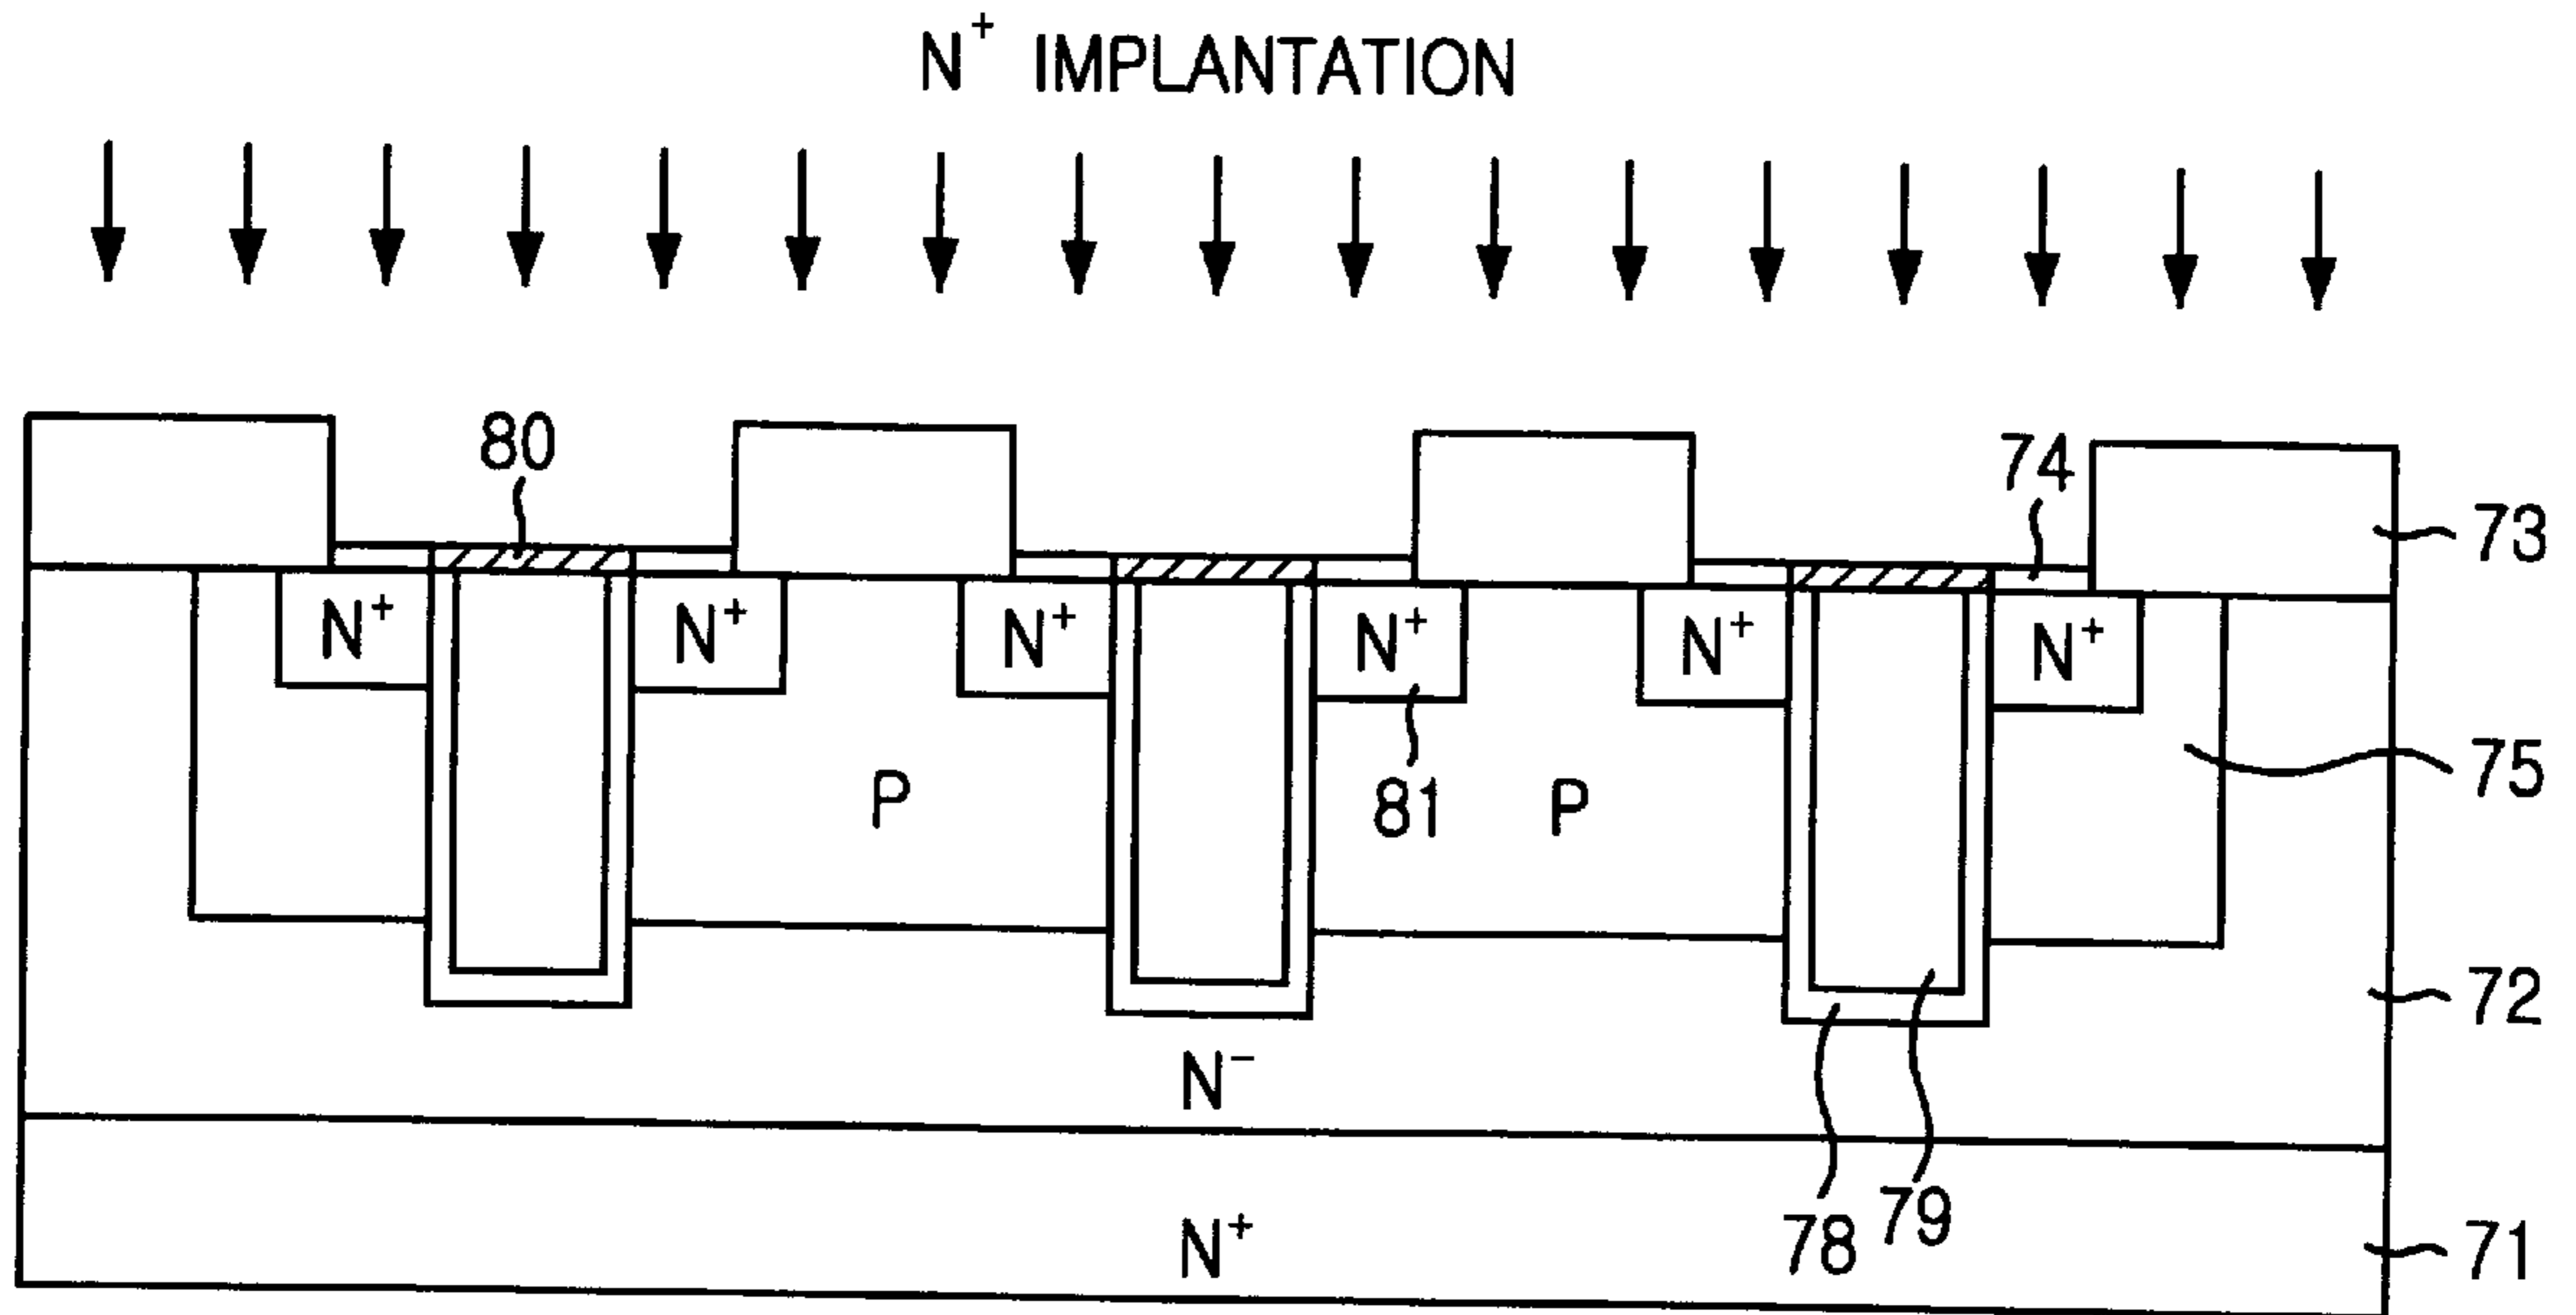 N+ IMPLANTATION
80
74
73
N+ N+ N+ N+ N+ N+
75
P 81 P
72
N−
78 79
N+ 71